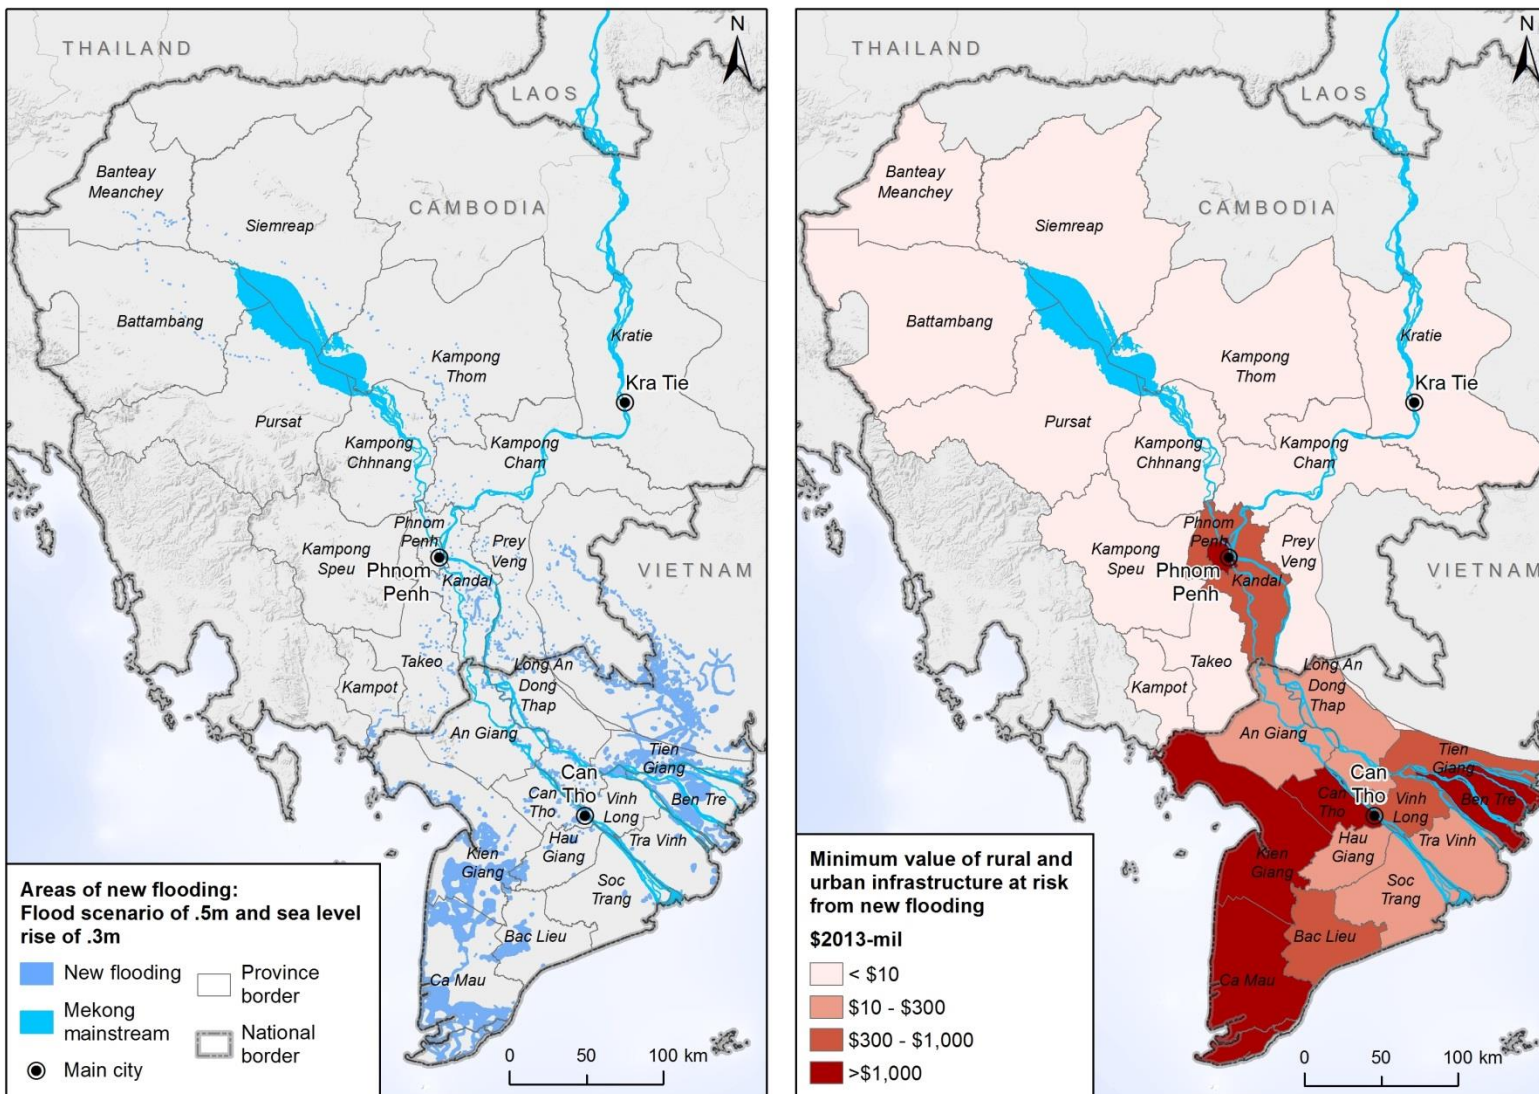 N
THAILAND
LAOS
Banteay
Meanchey
CAMBODIA
Siemreap
Battambang
Kratie
Kampong
Thom
Kra Tie
Pursat
Kampong
Chhnang
Kampong
Cham
Phnom
Penh
Prey
Veng
Kampong
Speu
VIETNAM
Phnom
Penh
Kandal
Takeo
Long An
Kampot
Dong
Thap
An Giang
Tien
Giang
Can
Tho
Can
Tho
Vinh
Long
Ben Tre
Hau
Giang
Tra Vinh
Kien
Giang
Soc
Trang
Bac Lieu
Ca Mau
Areas of new flooding:
Flood scenario of .5m and sea level
rise of .3m
New flooding
Province
border
Mekong
mainstream
National
border
Main city
0 50 100 km
N
THAILAND
LAOS
Banteay
Meanchey
CAMBODIA
Siemreap
Battambang
Kratie
Kampong
Thom
Kra Tie
Pursat
Kampong
Chhnang
Kampong
Cham
Phnom
Penh
Prey
Veng
Kampong
Speu
VIETNAM
Phnom
Penh
Kandal
Takeo
Long An
Kampot
Dong
Thap
An Giang
Tien
Giang
Can
Tho
Can
Tho
Vinh
Long
Ben Tre
Hau
Giang
Tra Vinh
Kien
Giang
Soc
Trang
Bac Lieu
Ca Mau
Minimum value of rural and
urban infrastructure at risk
from new flooding
$2013-mil
< $10
$10 - $300
$300 - $1,000
>$1,000
0 50 100 km